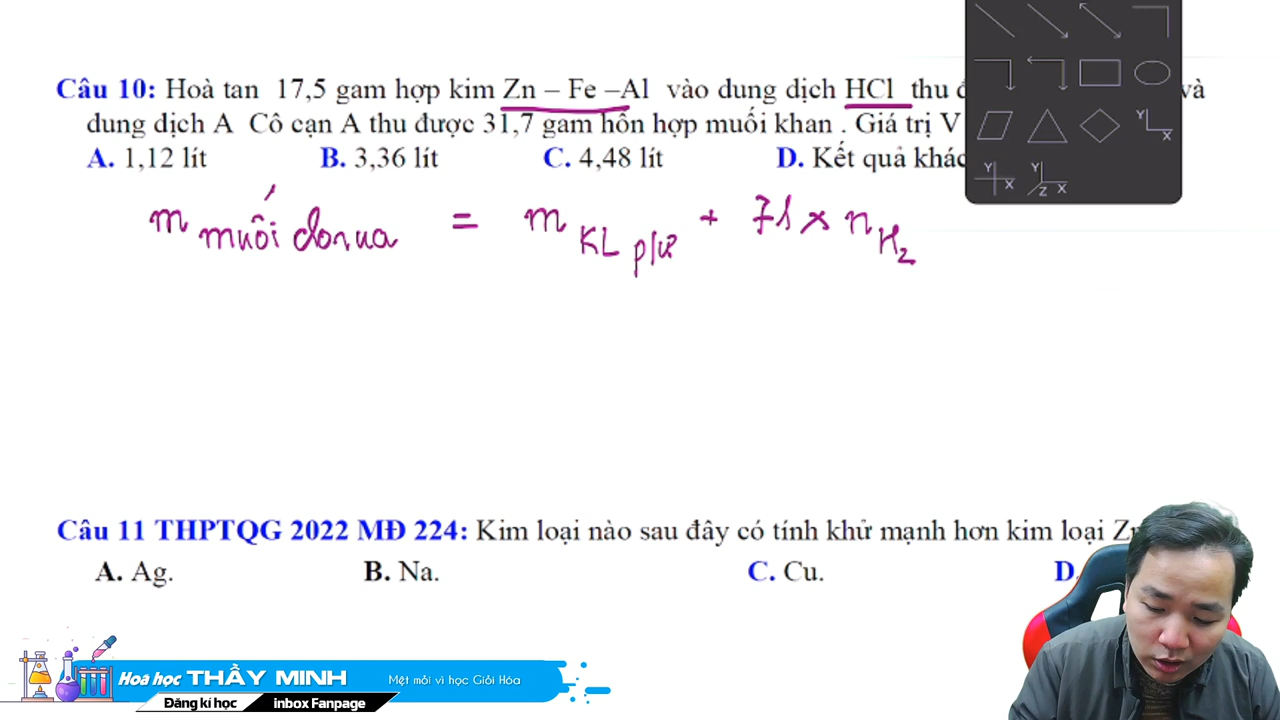 Câu 10: Hoà tan 17,5 gam hợp kim Zn – Fe –Al vào dung dịch HCl thu và
dung dịch A Cô cạn A thu được 31,7 gam hỗn hợp muối khan . Giá trị V
A. 1,12 lít B. 3,36 lít C. 4,48 lít D. Kết quả khác
m muối clorua = m KL p/ư + 71 x n H2
Câu 11 THPTQG 2022 MĐ 224: Kim loại nào sau đây có tính khử mạnh hơn kim loại
A. Ag. B. Na. C. Cu. D.
Y
X
Y
X
Y
Z X
Hoá học THẦY MINH Mệt mỏi vì học Giỏi Hóa
Đăng kí học inbox Fanpage